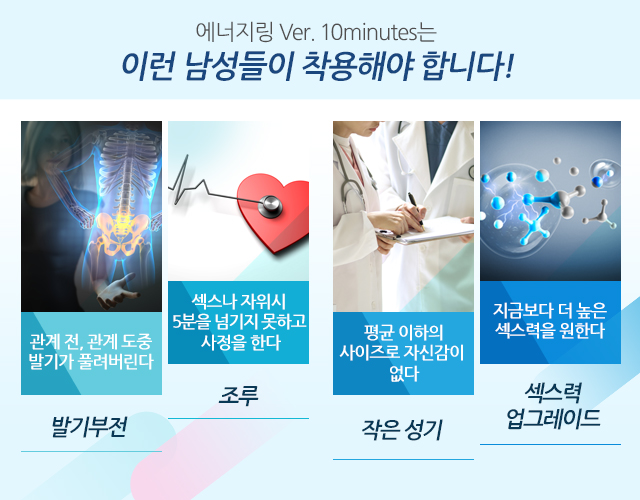 에너지링 Ver. 10minutes는
이런 남성들이 착용해야 합니다!
관계 전, 관계 도중
발기가 풀려버린다
발기부전
섹스나 자위시
5분을 넘기지 못하고
사정을 한다
조루
평균 이하의
사이즈로 자신감이
없다
작은 성기
지금보다 더 높은
섹스력을 원한다
섹스력
업그레이드